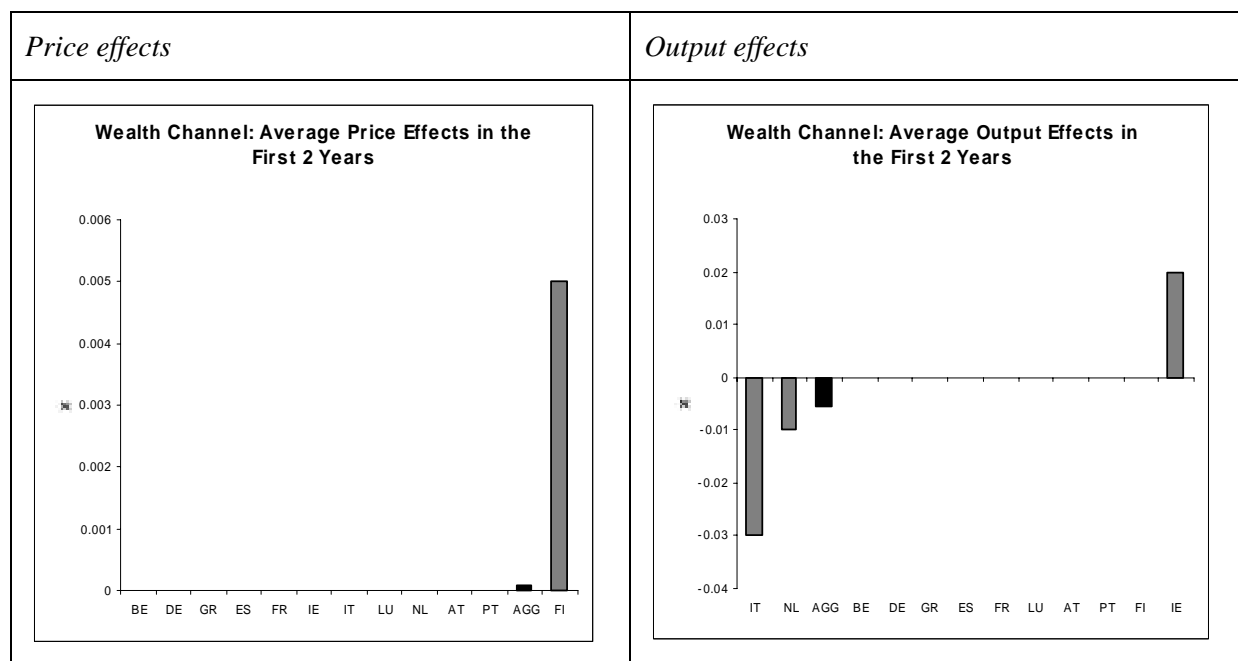 Price effects
Output effects
Wealth Channel: Average Price Effects in the
First 2 Years
0.006
0.005
0.004
0.003
0.002
0.001
0
BE DE GR ES FR IE IT LU NL AT PT AGG FI
Wealth Channel: Average Output Effects in
the First 2 Years
0.03
0.02
0.01
0
-0.01
-0.02
-0.03
-0.04
IT NL AGG BE DE GR ES FR LU AT PT FI IE